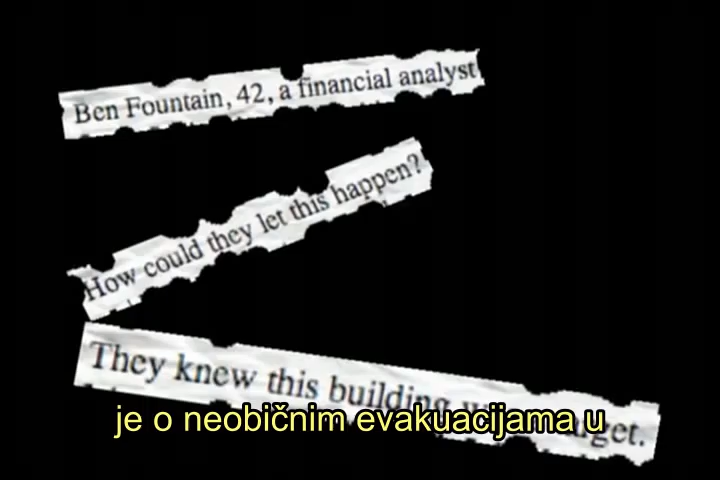 Ben Fountain, 42, a financial analyst
How could they let this happen?
They knew this building
je o neobičnim evakuacijama u